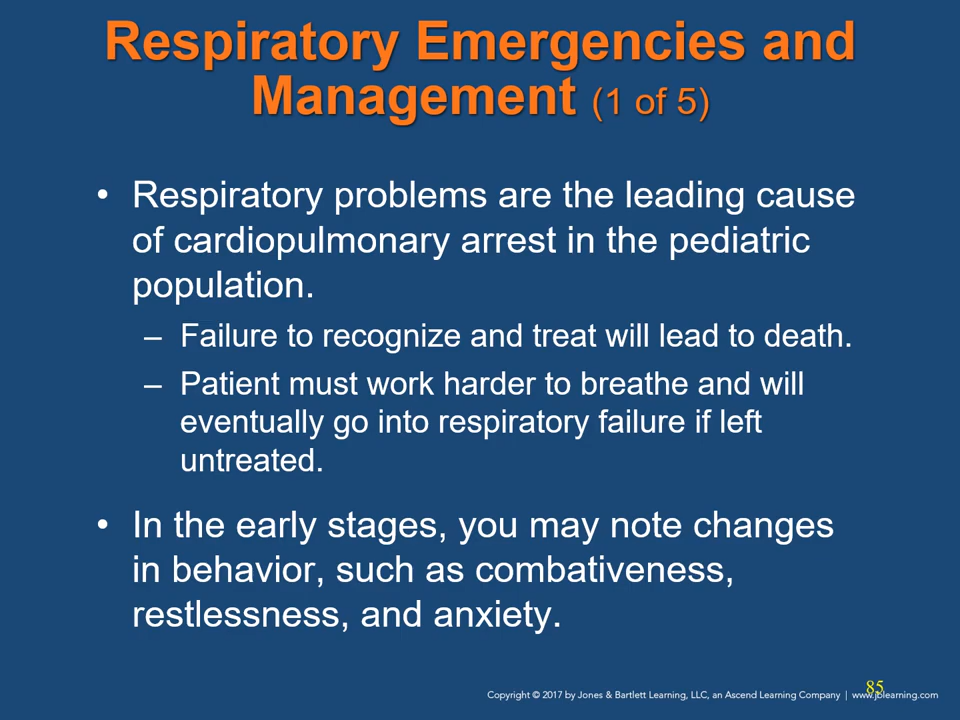 Respiratory Emergencies and
Management (1 of 5)
• Respiratory problems are the leading cause
of cardiopulmonary arrest in the pediatric
population.
– Failure to recognize and treat will lead to death.
– Patient must work harder to breathe and will
eventually go into respiratory failure if left
untreated.
• In the early stages, you may note changes
in behavior, such as combativeness,
restlessness, and anxiety.
85
Copyright © 2017 by Jones & Bartlett Learning, LLC, an Ascend Learning Company | www.jblearning.com